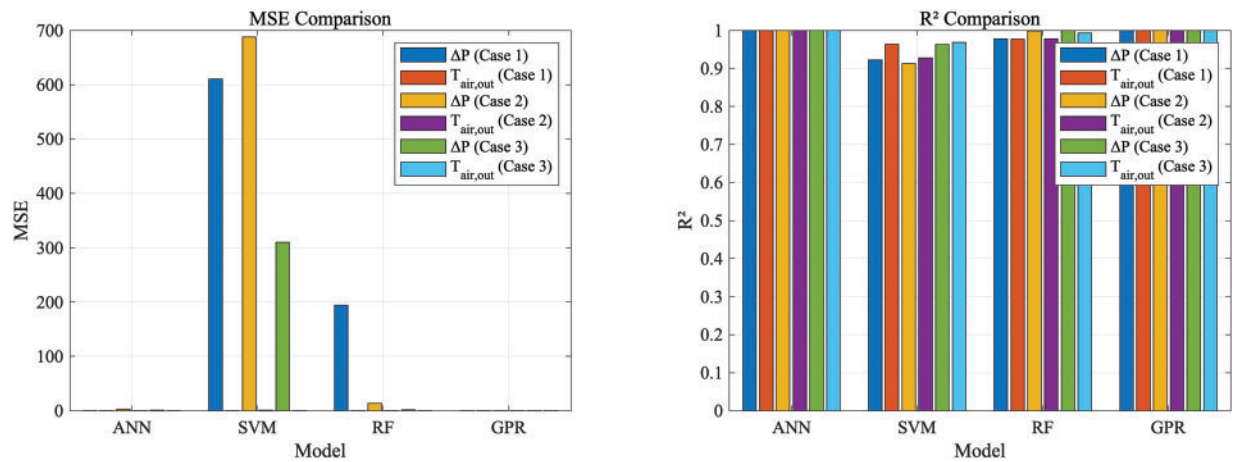 MSE Comparison
700
600
500
400
300
200
100
0
MSE
ΔP (Case 1)
T_air,out (Case 1)
ΔP (Case 2)
T_air,out (Case 2)
ΔP (Case 3)
T_air,out (Case 3)
ANN SVM RF GPR
Model
R² Comparison
1
0.9
0.8
0.7
0.6
0.5
0.4
0.3
0.2
0.1
0
R²
ΔP (Case 1)
T_air,out (Case 1)
ΔP (Case 2)
T_air,out (Case 2)
ΔP (Case 3)
T_air,out (Case 3)
ANN SVM RF GPR
Model